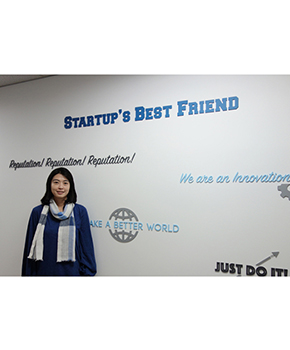 STARTUP'S BEST FRIEND
Reputation! Reputation! Reputation!
We are an Innovation
AKE A BETTER WORLD
JUST DO IT!